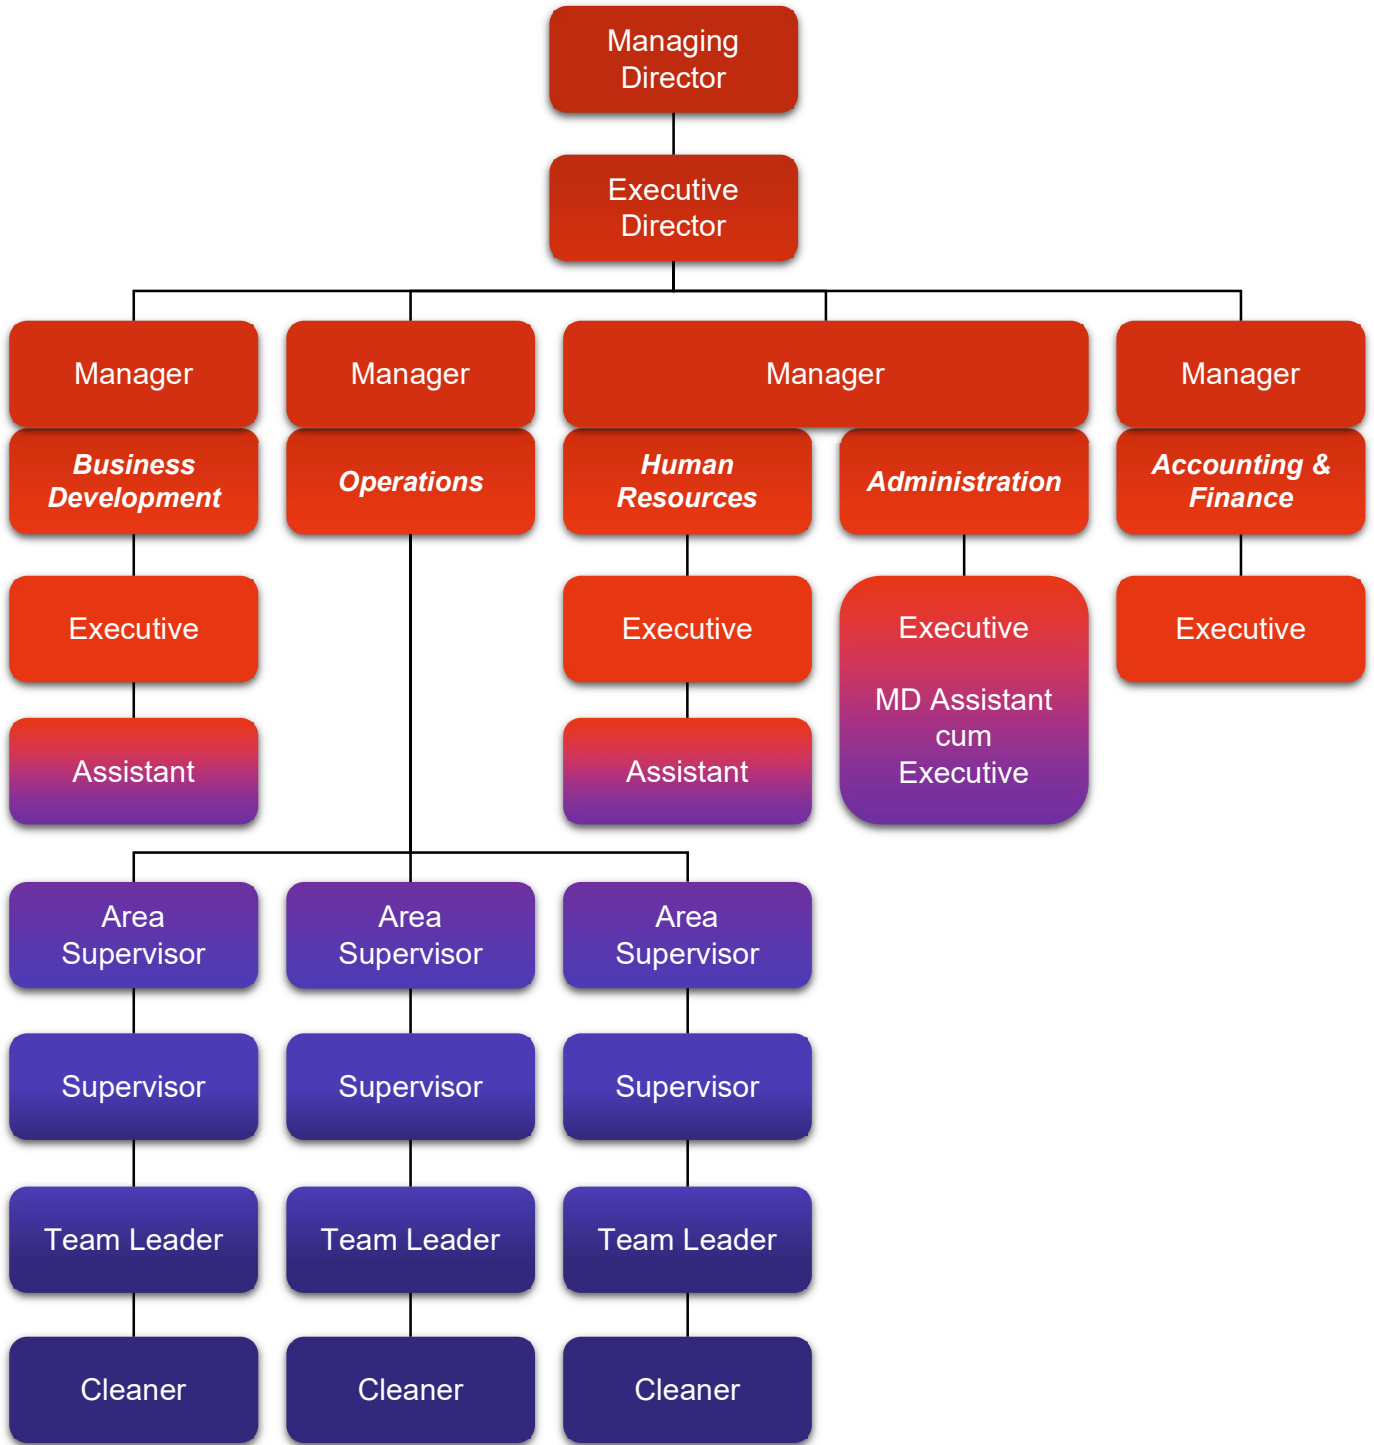 Managing
Director
Executive
Director
Manager
Manager
Manager
Manager
Business
Development
Operations
Human
Resources
Administration
Accounting &
Finance
Executive
Executive
Executive
MD Assistant
cum
Executive
Executive
Assistant
Assistant
Area
Supervisor
Area
Supervisor
Area
Supervisor
Supervisor
Supervisor
Supervisor
Team Leader
Team Leader
Team Leader
Cleaner
Cleaner
Cleaner